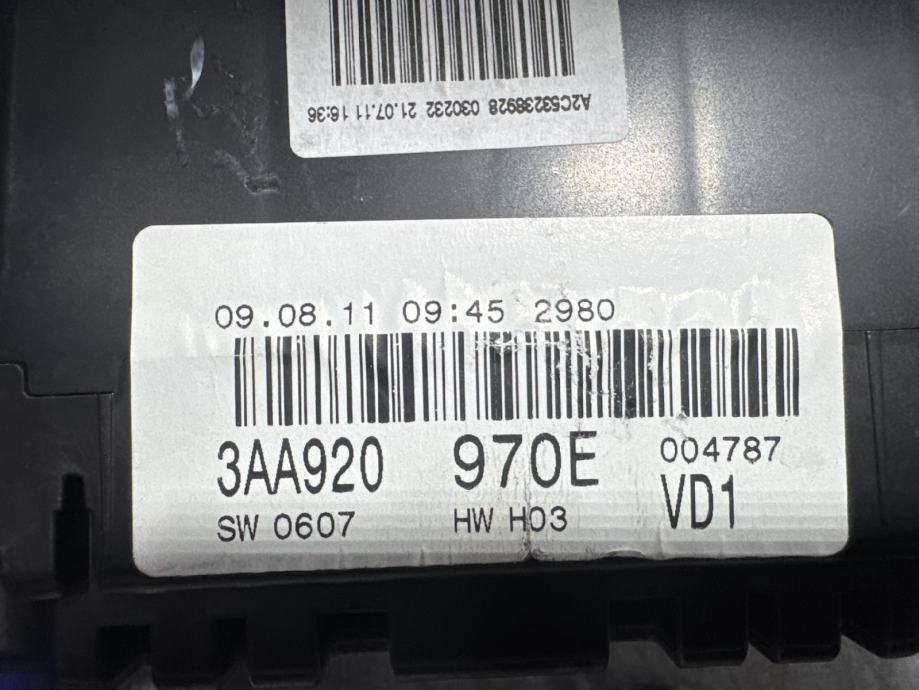 A2C53238928 030232 21.07.11 16:36
09.08.11 09:45 2980
3AA920 970E 004787
SW 0607 HW H03 VD1